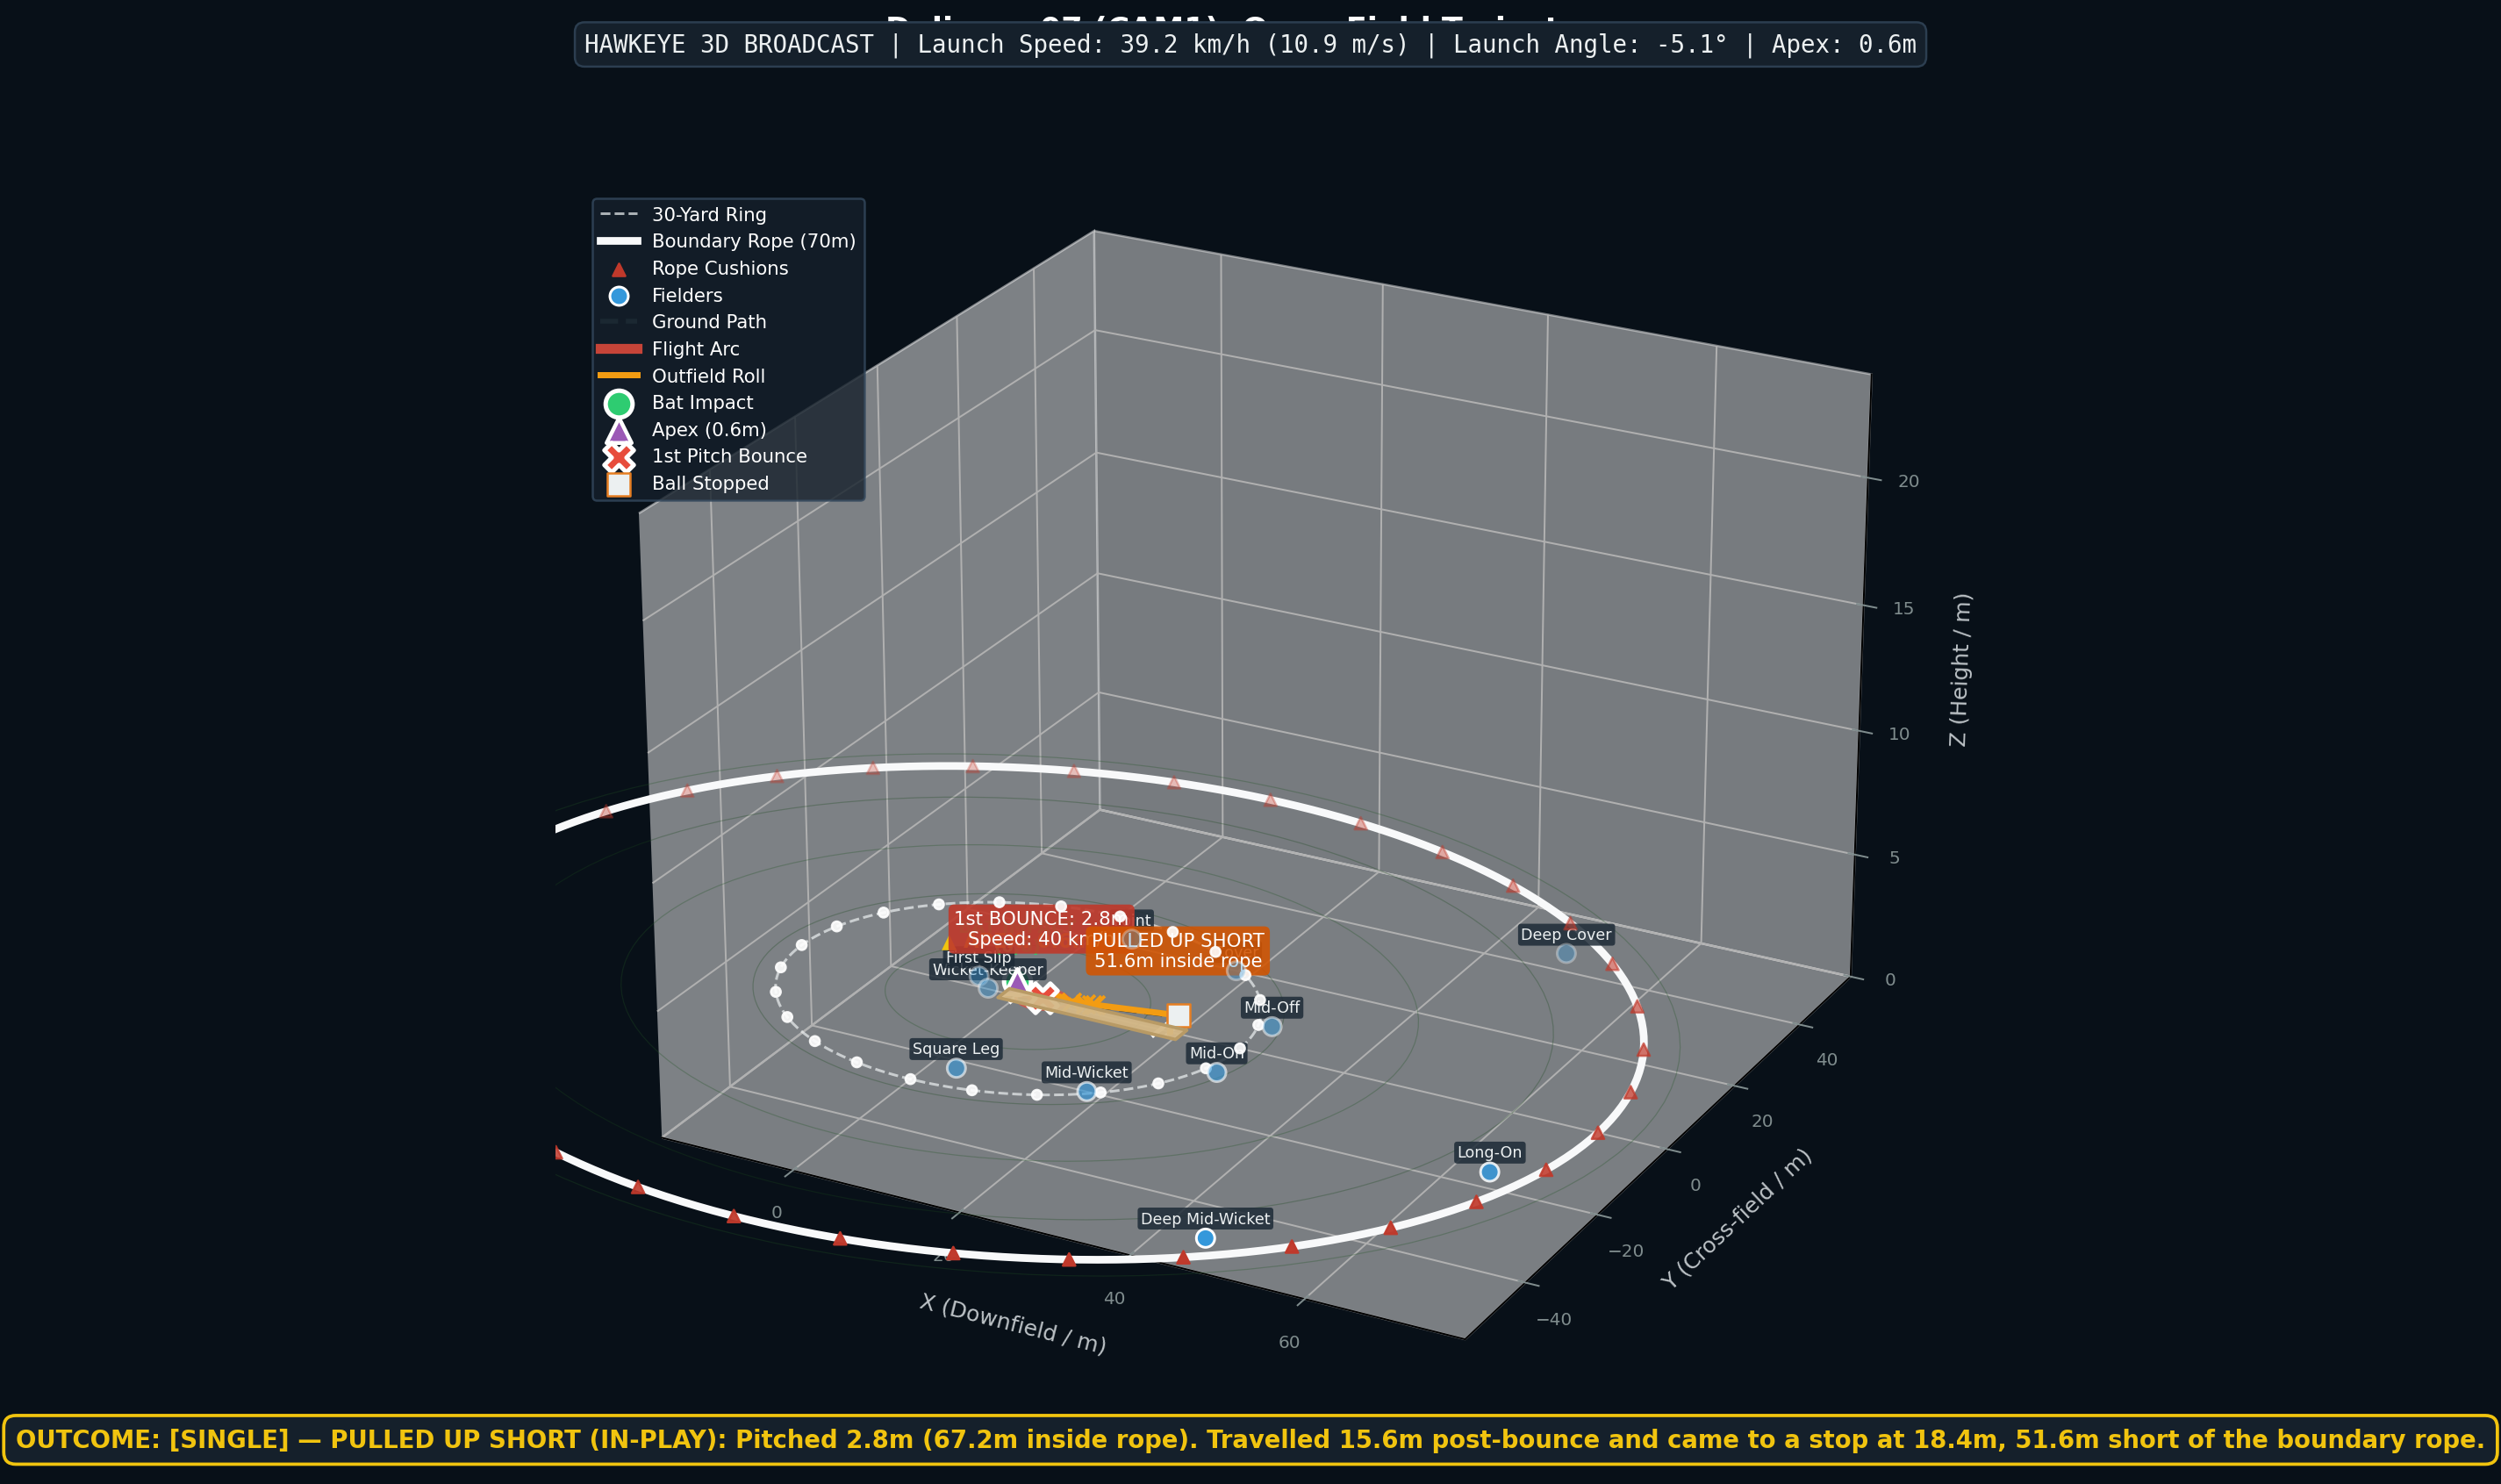 HAWKEYE 3D BROADCAST | Launch Speed: 39.2 km/h (10.9 m/s) | Launch Angle: -5.1° | Apex: 0.6m
30-Yard Ring
Boundary Rope (70m)
Rope Cushions
Fielders
Ground Path
Flight Arc
Outfield Roll
Bat Impact
Apex (0.6m)
1st Pitch Bounce
Ball Stopped
20
15
10
5
0
Z (Height / m)
1st BOUNCE: 2.8m
Speed: 40
PULLED UP SHORT
51.6m inside rope
Deep Cover
First Slip
Wicket-Keeper
Mid-Off
Square Leg
Mid-On
Mid-Wicket
Long-On
Deep Mid-Wicket
40
20
0
−20
−40
Y (Cross-field / m)
0
40
60
X (Downfield / m)
OUTCOME: [SINGLE] — PULLED UP SHORT (IN-PLAY): Pitched 2.8m (67.2m inside rope). Travelled 15.6m post-bounce and came to a stop at 18.4m, 51.6m short of the boundary rope.